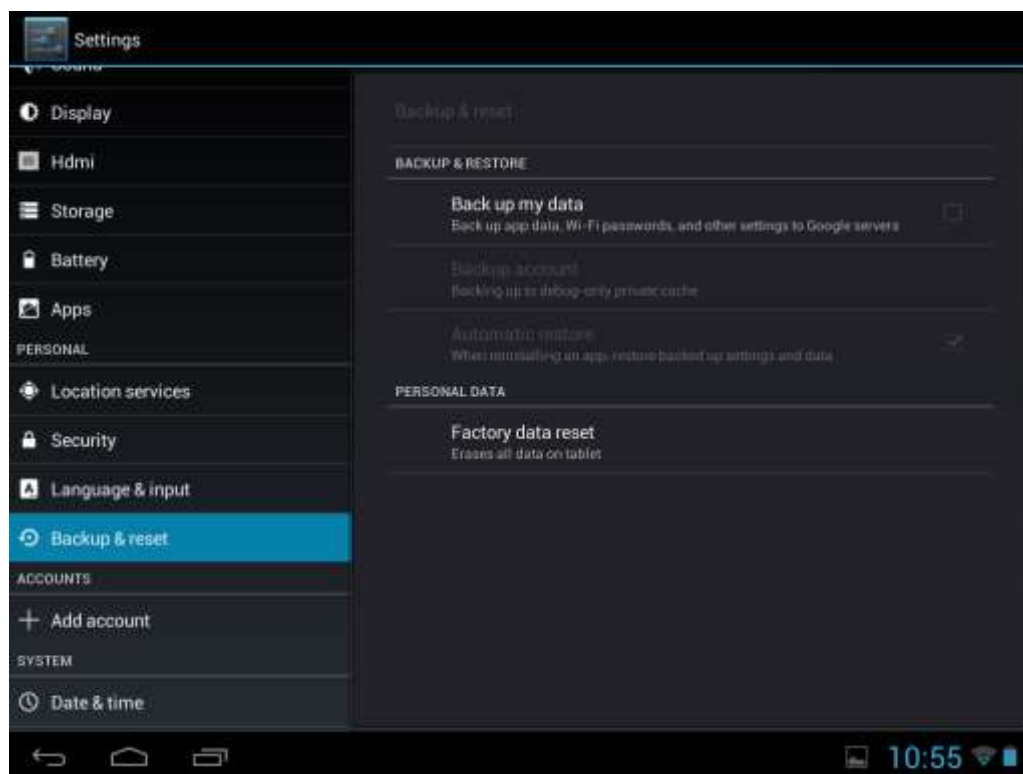 Settings
Sound
Display
Hdmi
Storage
Battery
Apps
PERSONAL
Location services
Security
Language & input
Backup & reset
ACCOUNTS
Add account
SYSTEM
Date & time
Backup & reset
BACKUP & RESTORE
Back up my data
Back up app data, Wi-Fi passwords, and other settings to Google servers
Backup account
Backing up to debug-only private cache
Automatic restore
When reinstalling an app, restore backed up settings and data
PERSONAL DATA
Factory data reset
Erases all data on tablet
10:55